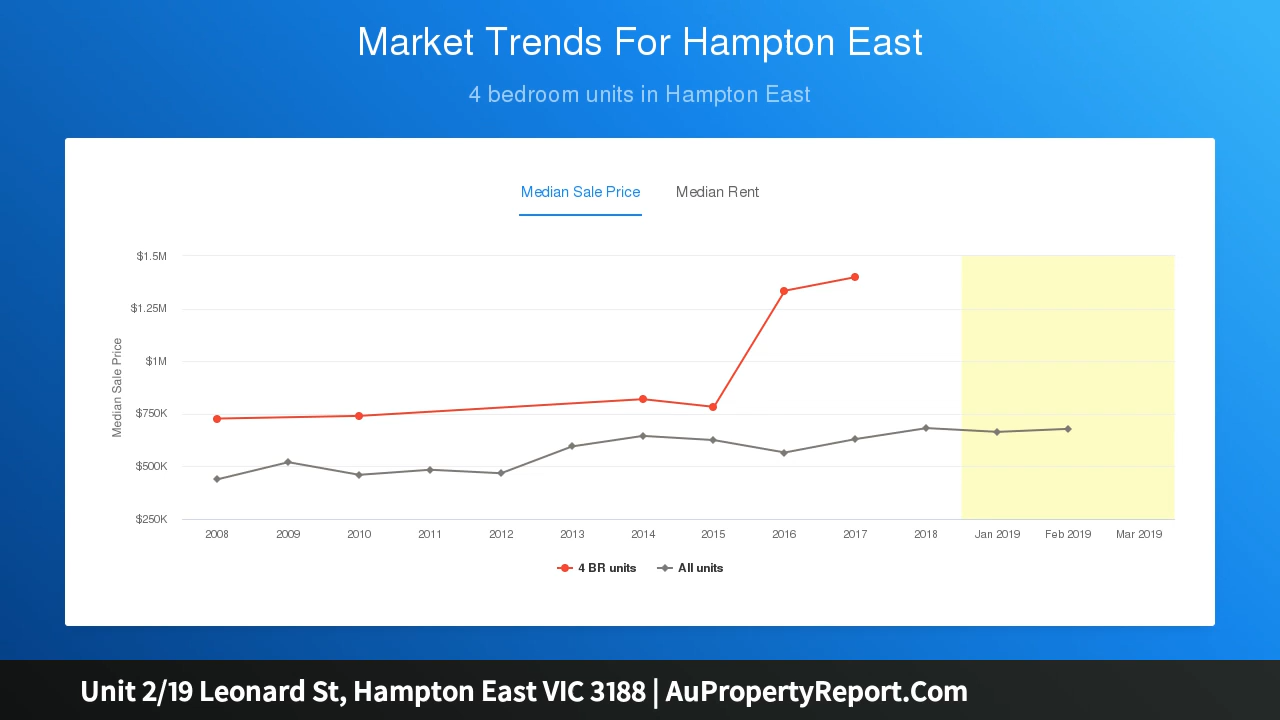 Market Trends For Hampton East
4 bedroom units in Hampton East
Median Sale Price Median Rent
$1.5M
$1.25M
$1M
$750K
$500K
$250K
Median Sale Price
2008 2009 2010 2011 2012 2013 2014 2015 2016 2017 2018 Jan 2019 Feb 2019 Mar 2019
4 BR units All units
Unit 2/19 Leonard St, Hampton East VIC 3188 | AuPropertyReport.Com